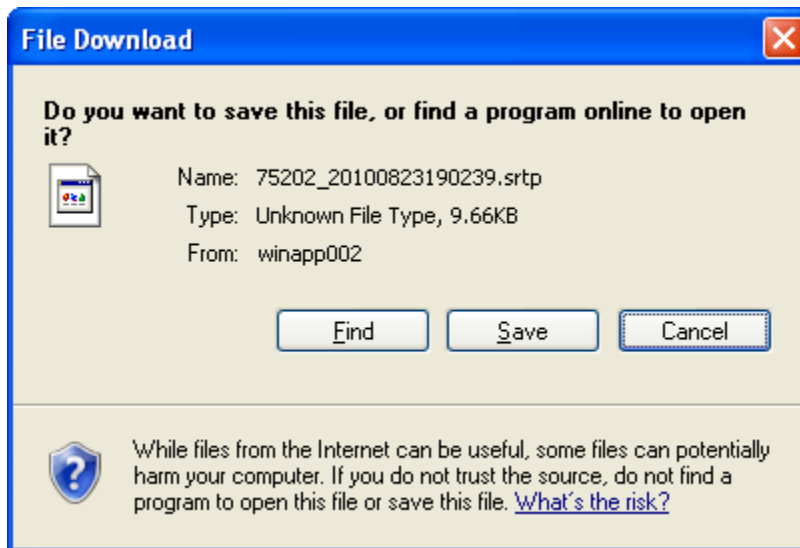 File Download
Do you want to save this file, or find a program online to open
it?
Name: 75202_20100823190239.srtp
Type: Unknown File Type, 9.66KB
From: winapp002
Find Save Cancel
While files from the Internet can be useful, some files can potentially
harm your computer. If you do not trust the source, do not find a
program to open this file or save this file. What's the risk?